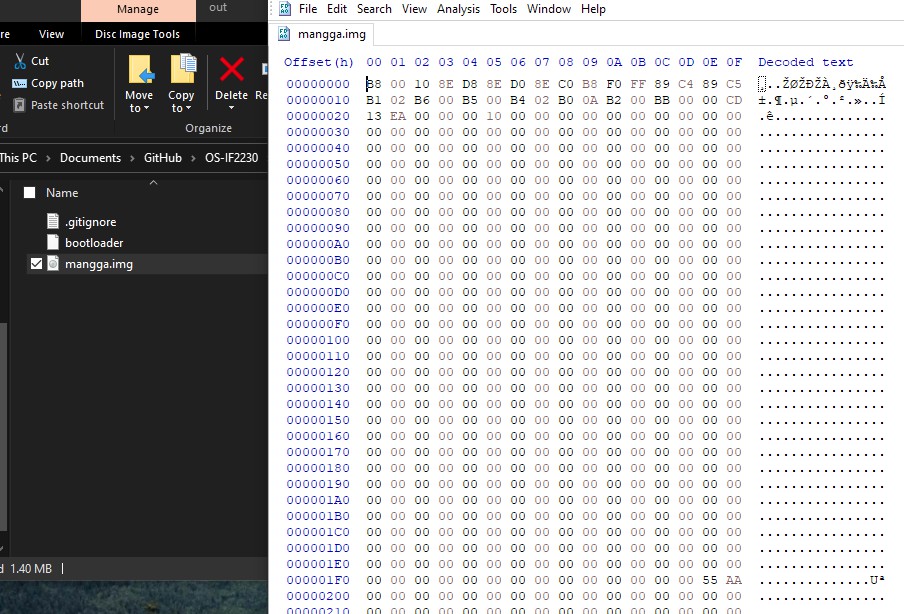 Manage
out
re
View
Disc Image Tools
Cut
Copy path
Paste shortcut
Move to
Copy to
Delete
Re
rd
Organize
This PC > Documents > GitHub > OS-IF2230
Name
.gitignore
bootloader
mangga.img
d 1.40 MB
File Edit Search View Analysis Tools Window Help
mangga.img
Offset(h) 00 01 02 03 04 05 06 07 08 09 0A 0B 0C 0D 0E 0F Decoded text
00000000 B8 00 10 8E D8 8E D0 8E C0 B8 F0 FF 89 C4 89 C5 ..ŽØŽÐŽÀ¸ðÿ‰Ä‰Å
00000010 B1 02 B6 00 B5 00 B4 02 B0 0A B2 00 BB 00 00 CD ±.¶.µ.´.°.².»..Í
00000020 13 EA 00 00 00 10 00 00 00 00 00 00 00 00 00 00 .ê..............
00000030 00 00 00 00 00 00 00 00 00 00 00 00 00 00 00 00 ................
00000040 00 00 00 00 00 00 00 00 00 00 00 00 00 00 00 00 ................
00000050 00 00 00 00 00 00 00 00 00 00 00 00 00 00 00 00 ................
00000060 00 00 00 00 00 00 00 00 00 00 00 00 00 00 00 00 ................
00000070 00 00 00 00 00 00 00 00 00 00 00 00 00 00 00 00 ................
00000080 00 00 00 00 00 00 00 00 00 00 00 00 00 00 00 00 ................
00000090 00 00 00 00 00 00 00 00 00 00 00 00 00 00 00 00 ................
000000A0 00 00 00 00 00 00 00 00 00 00 00 00 00 00 00 00 ................
000000B0 00 00 00 00 00 00 00 00 00 00 00 00 00 00 00 00 ................
000000C0 00 00 00 00 00 00 00 00 00 00 00 00 00 00 00 00 ................
000000D0 00 00 00 00 00 00 00 00 00 00 00 00 00 00 00 00 ................
000000E0 00 00 00 00 00 00 00 00 00 00 00 00 00 00 00 00 ................
000000F0 00 00 00 00 00 00 00 00 00 00 00 00 00 00 00 00 ................
00000100 00 00 00 00 00 00 00 00 00 00 00 00 00 00 00 00 ................
00000110 00 00 00 00 00 00 00 00 00 00 00 00 00 00 00 00 ................
00000120 00 00 00 00 00 00 00 00 00 00 00 00 00 00 00 00 ................
00000130 00 00 00 00 00 00 00 00 00 00 00 00 00 00 00 00 ................
00000140 00 00 00 00 00 00 00 00 00 00 00 00 00 00 00 00 ................
00000150 00 00 00 00 00 00 00 00 00 00 00 00 00 00 00 00 ................
00000160 00 00 00 00 00 00 00 00 00 00 00 00 00 00 00 00 ................
00000170 00 00 00 00 00 00 00 00 00 00 00 00 00 00 00 00 ................
00000180 00 00 00 00 00 00 00 00 00 00 00 00 00 00 00 00 ................
00000190 00 00 00 00 00 00 00 00 00 00 00 00 00 00 00 00 ................
000001A0 00 00 00 00 00 00 00 00 00 00 00 00 00 00 00 00 ................
000001B0 00 00 00 00 00 00 00 00 00 00 00 00 00 00 00 00 ................
000001C0 00 00 00 00 00 00 00 00 00 00 00 00 00 00 00 00 ................
000001D0 00 00 00 00 00 00 00 00 00 00 00 00 00 00 00 00 ................
000001E0 00 00 00 00 00 00 00 00 00 00 00 00 00 00 00 00 ................
000001F0 00 00 00 00 00 00 00 00 00 00 00 00 00 00 55 AA ..............Uª
00000200 00 00 00 00 00 00 00 00 00 00 00 00 00 00 00 00 ................
00000210 00 00 00 00 00 00 00 00 00 00 00 00 00 00 00 00 ................